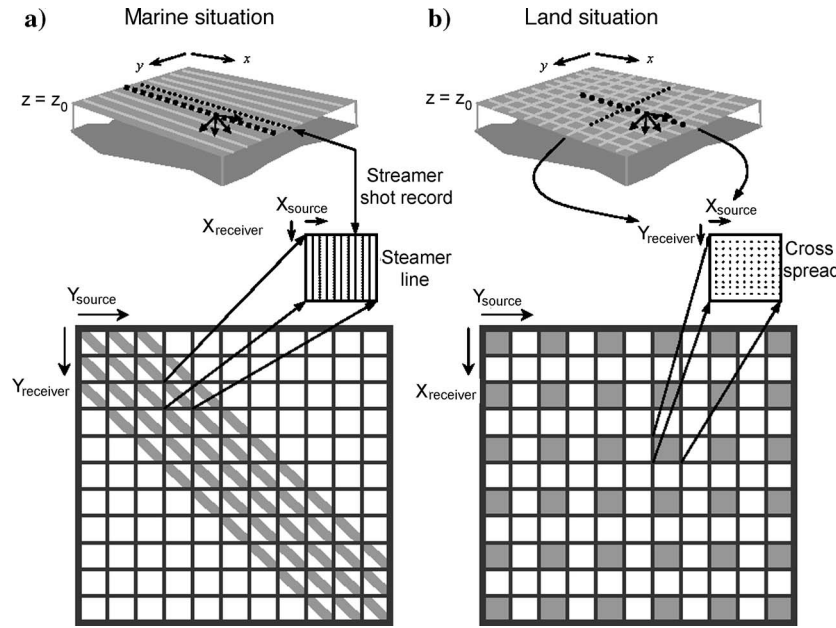 a) Marine situation
y x
z = z0
Streamer
shot record
Xsource
Xreceiver
Steamer
line
Ysource
Yreceiver
b) Land situation
y x
z = z0
Xsource
Yreceiver
Cross
spread
Ysource
Xreceiver